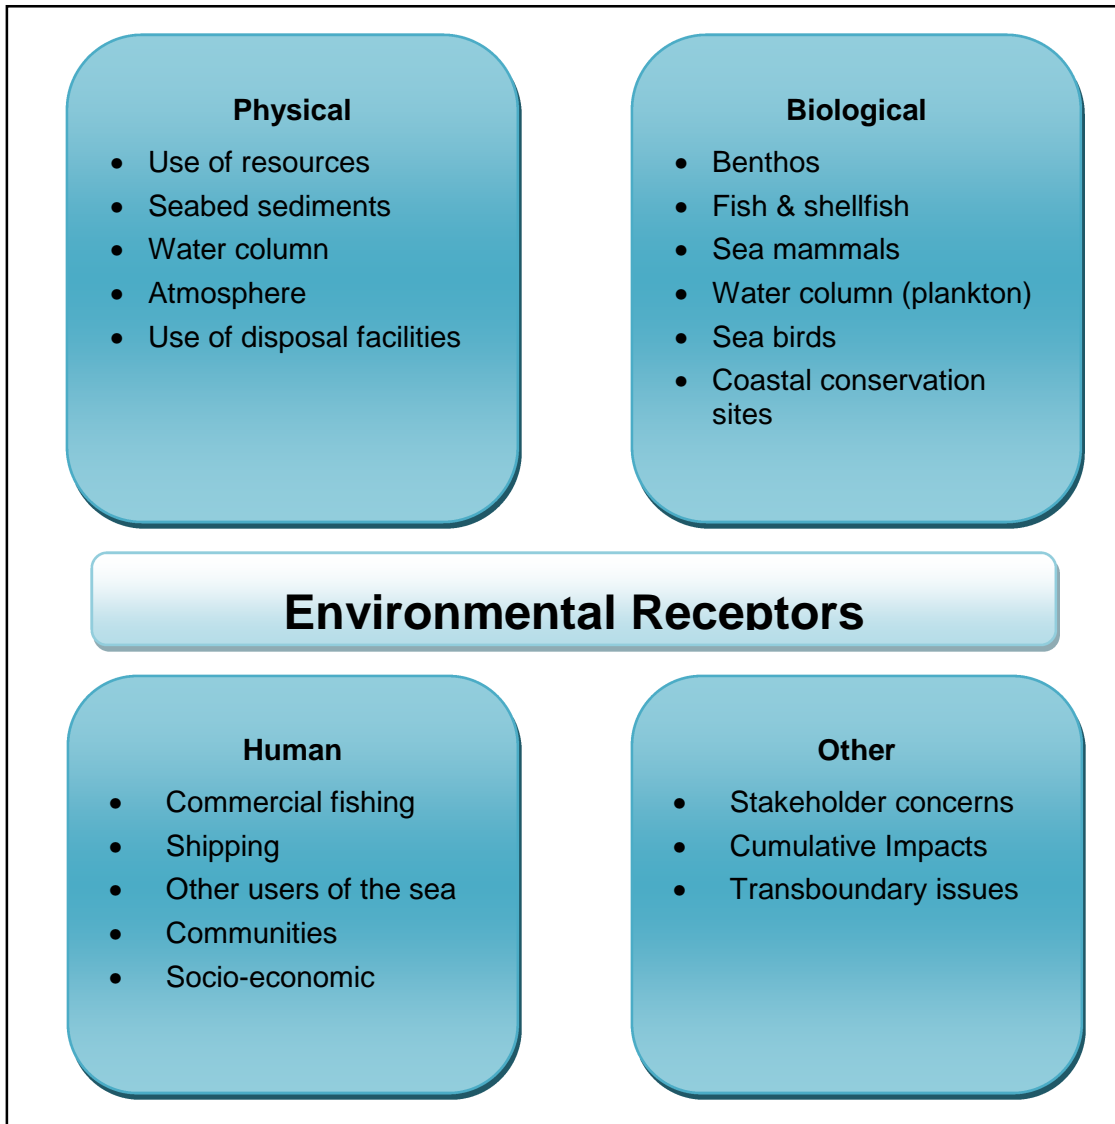 Physical
• Use of resources
• Seabed sediments
• Water column
• Atmosphere
• Use of disposal facilities
Biological
• Benthos
• Fish & shellfish
• Sea mammals
• Water column (plankton)
• Sea birds
• Coastal conservation
sites
Environmental Receptors
Human
• Commercial fishing
• Shipping
• Other users of the sea
• Communities
• Socio-economic
Other
• Stakeholder concerns
• Cumulative Impacts
• Transboundary issues